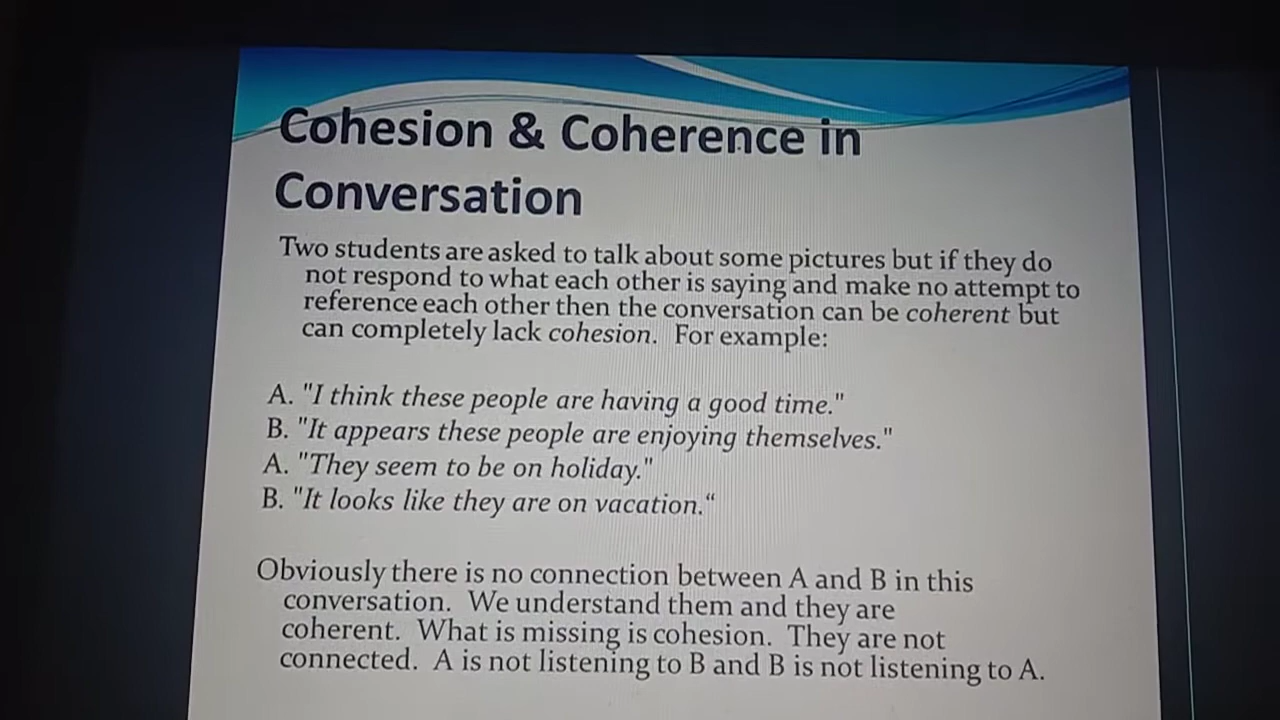 Cohesion & Coherence in
Conversation
Two students are asked to talk about some pictures but if they do
not respond to what each other is saying and make no attempt to
reference each other then the conversation can be coherent but
can completely lack cohesion. For example:
A. "I think these people are having a good time."
B. "It appears these people are enjoying themselves."
A. "They seem to be on holiday."
B. "It looks like they are on vacation.“
Obviously there is no connection between A and B in this
conversation. We understand them and they are
coherent. What is missing is cohesion. They are not
connected. A is not listening to B and B is not listening to A.